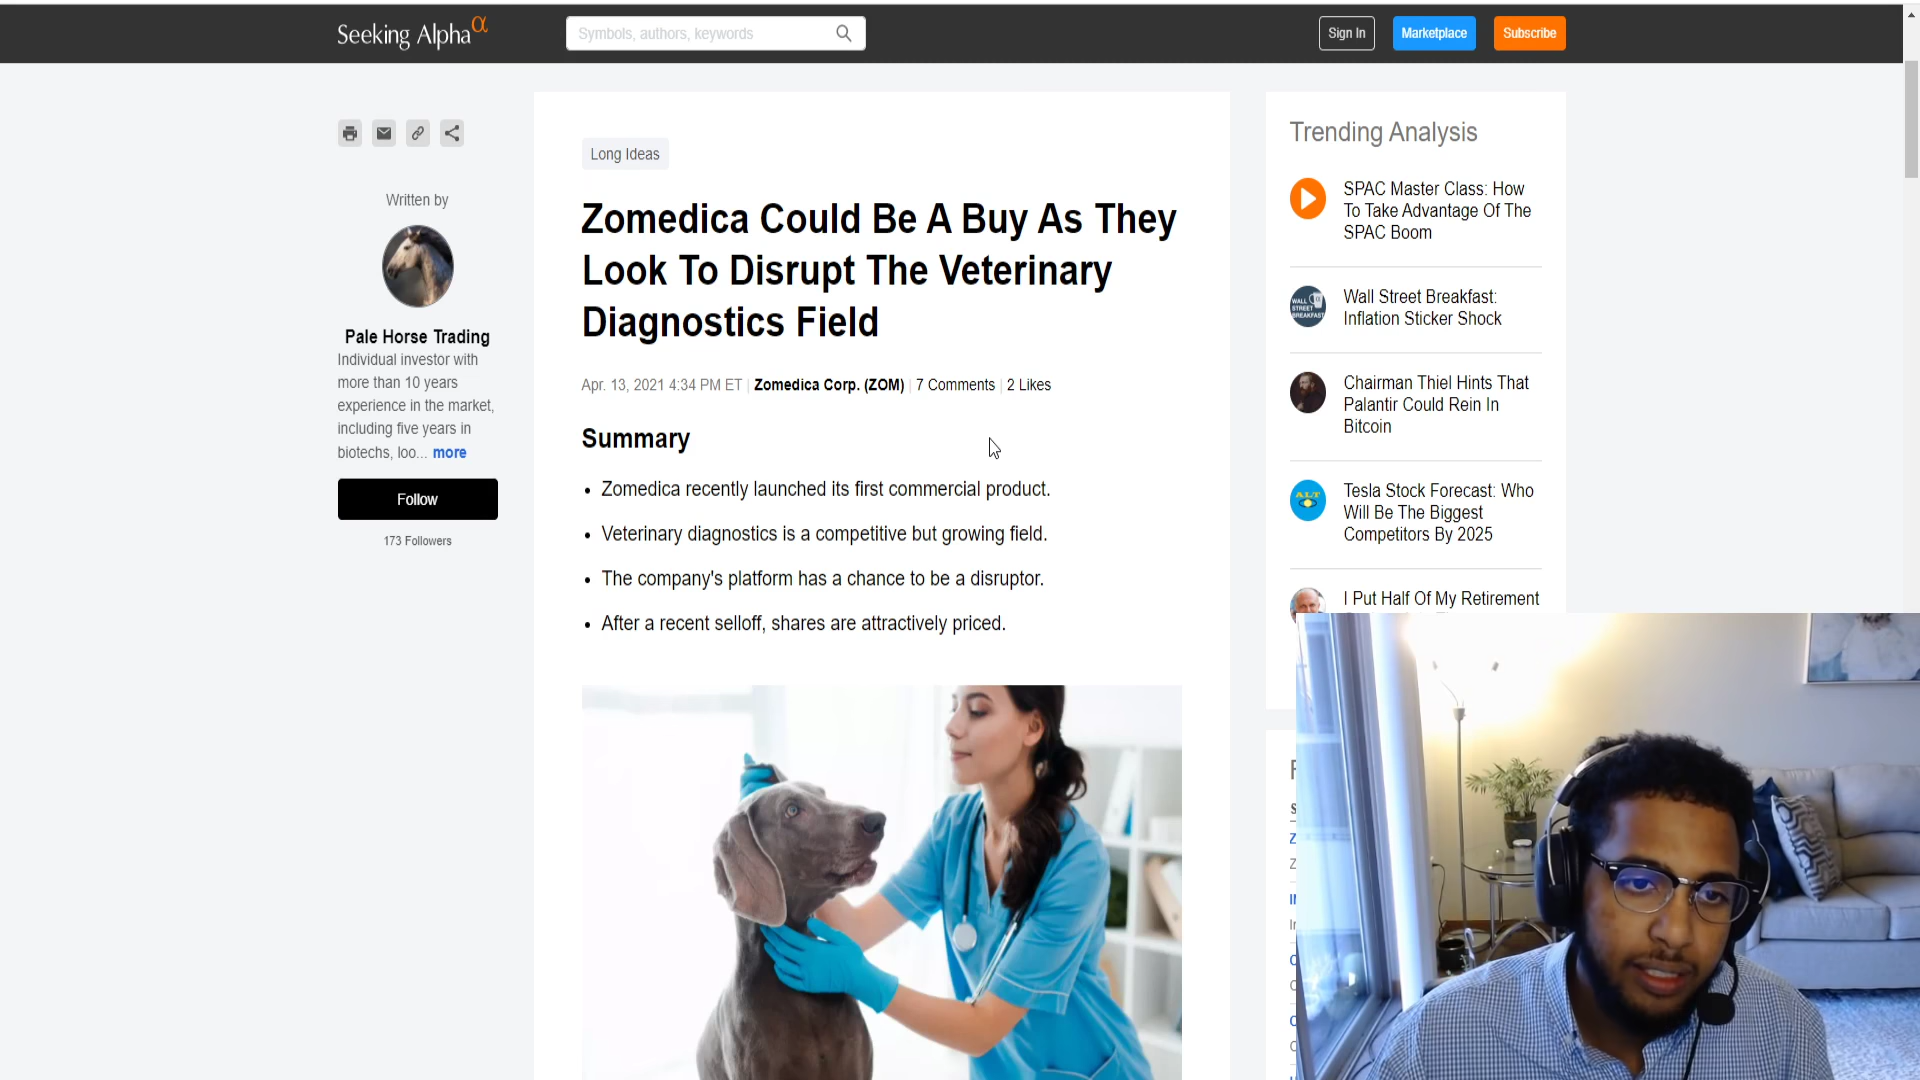 Seeking Alpha α
Symbols, authors, keywords
Sign In
Marketplace
Subscribe
Written by
Pale Horse Trading
Individual investor with
more than 10 years
experience in the market,
including five years in
biotechs, loo... more
Follow
173 Followers
Long Ideas
Zomedica Could Be A Buy As They
Look To Disrupt The Veterinary
Diagnostics Field
Apr. 13, 2021 4:34 PM ET | Zomedica Corp. (ZOM) | 7 Comments | 2 Likes
Summary
• Zomedica recently launched its first commercial product.
• Veterinary diagnostics is a competitive but growing field.
• The company's platform has a chance to be a disruptor.
• After a recent selloff, shares are attractively priced.
Trending Analysis
SPAC Master Class: How
To Take Advantage Of The
SPAC Boom
WALL
STREET
BREAKFAST
Wall Street Breakfast:
Inflation Sticker Shock
Chairman Thiel Hints That
Palantir Could Rein In
Bitcoin
ALT
Tesla Stock Forecast: Who
Will Be The Biggest
Competitors By 2025
I Put Half Of My Retirement